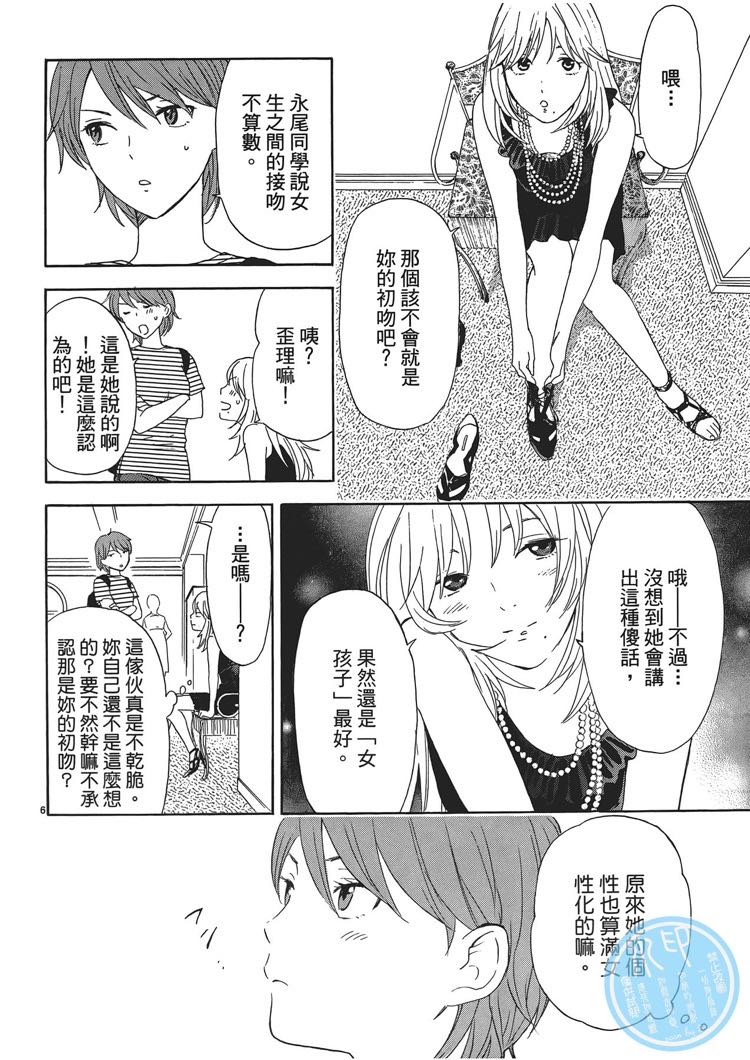 喂…
那個該不會就是
妳的初吻吧？
永尾同學說女
生之間的接吻
不算數。
咦？
歪理嘛！
這是她說的啊
！她是這麼認
為的吧！
哦——不過…
沒想到她會講
出這種傻話，
果然還是「女
孩子」最好。
…是嗎——？
這傢伙真是不乾脆。
妳自己還不是這麼想
的？要不然幹嘛不承
認那是妳的初吻？
6
原來她的個
性也算滿女
性化的嘛。